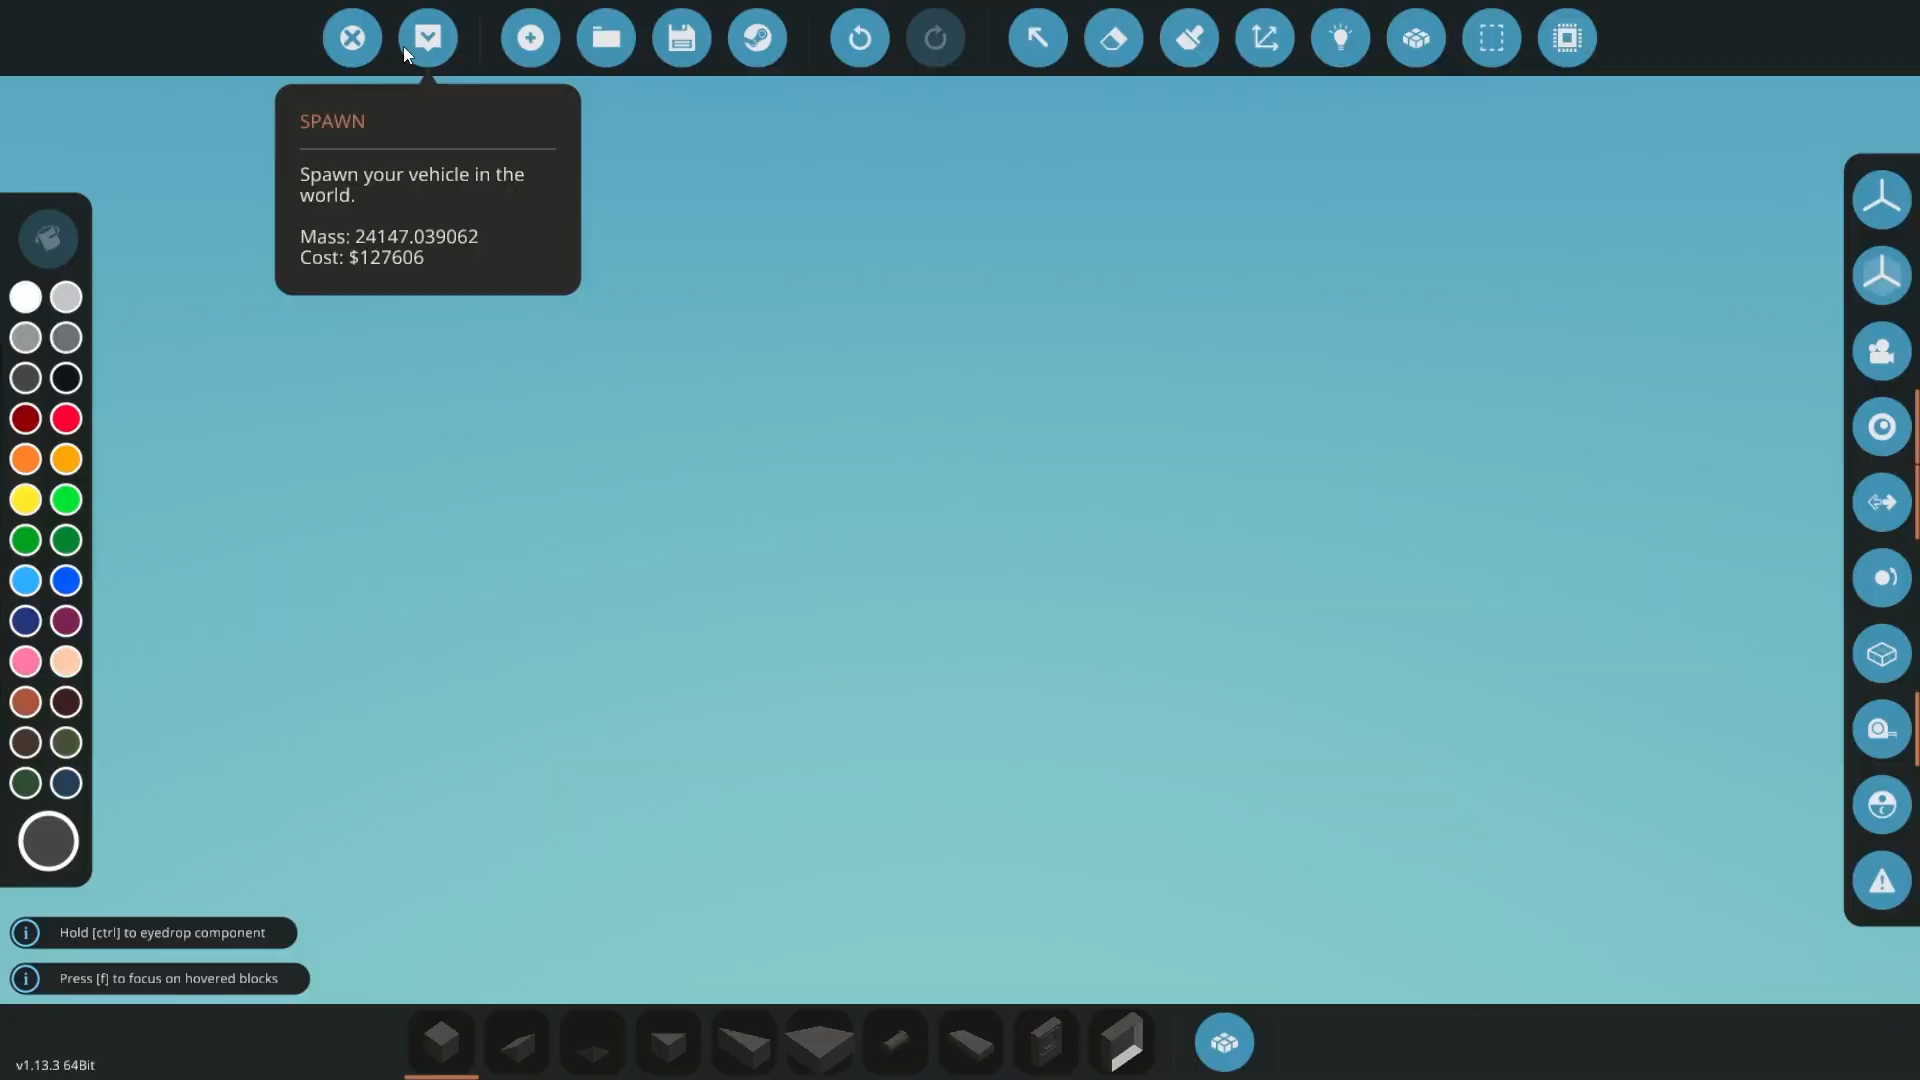 SPAWN
Spawn your vehicle in the
world.
Mass: 24147.039062
Cost: $127606
Hold [ctrl] to eyedrop component
Press [f] to focus on hovered blocks
v1.13.3 64Bit